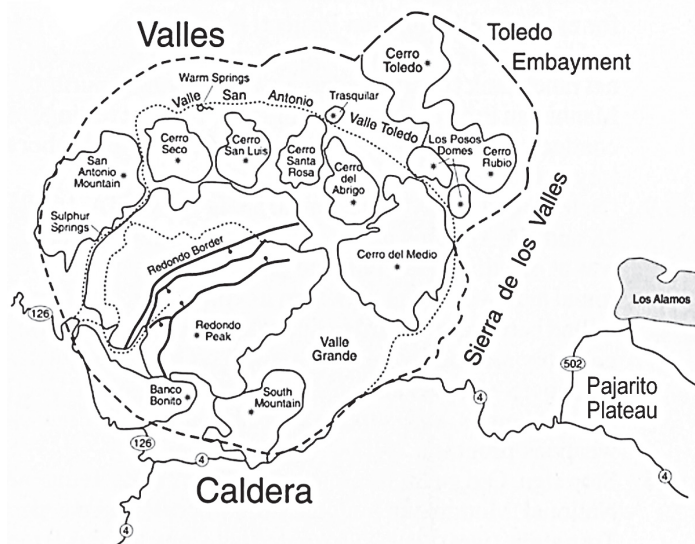 Valles
Toledo
Embayment
Cerro
Toledo
Warm Springs
Valle San Antonio
Trasquilar
Valle Toledo
Los Posos
Domes
Cerro
Seco
Cerro
San Luis
Cerro
Santa
Rosa
Cerro
del
Abrigo
Cerro
Rubio
San
Antonio
Mountain
Sulphur
Springs
Redondo Border
Cerro del Medio
Sierra de los Valles
Los Alamos
126
Redondo
Peak
Valle
Grande
502
Pajarito
Plateau
Banco
Bonito
South
Mountain
4
126
4
4
Caldera
4